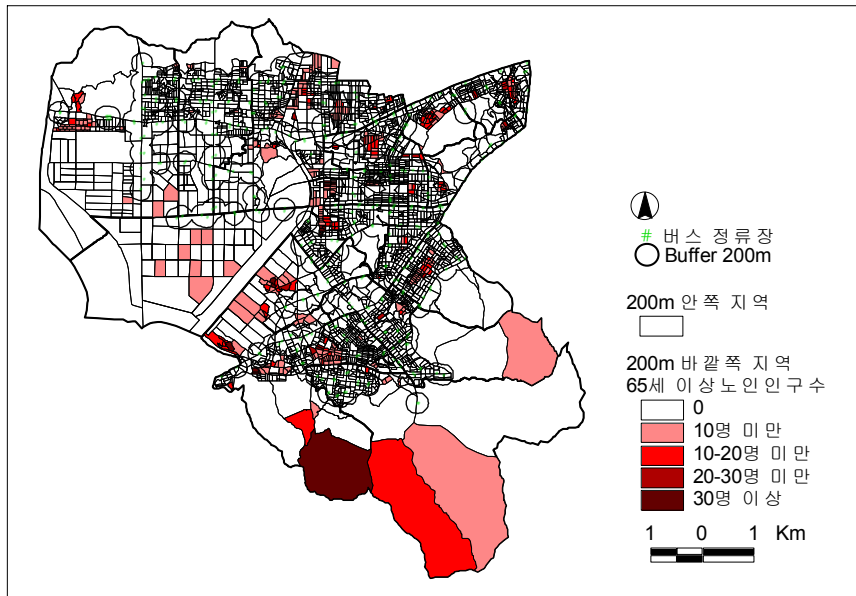 # 버스 정류장
Buffer 200m
200m 안쪽 지역
200m 바깥쪽 지역
65세 이상노인인구수
0
10명 미만
10-20명 미만
20-30명 미만
30명 이상
1 0 1 Km